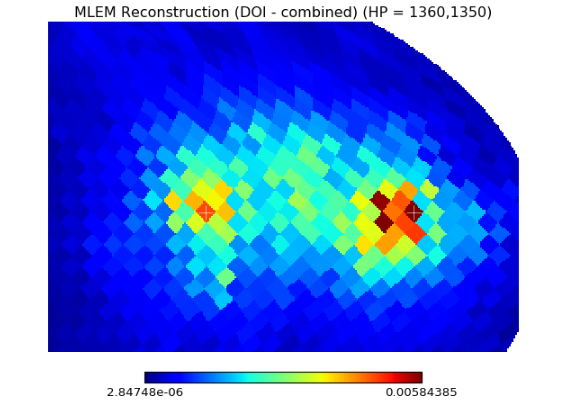 MLEM Reconstruction (DOI - combined) (HP = 1360,1350)
2.84748e-06 0.00584385